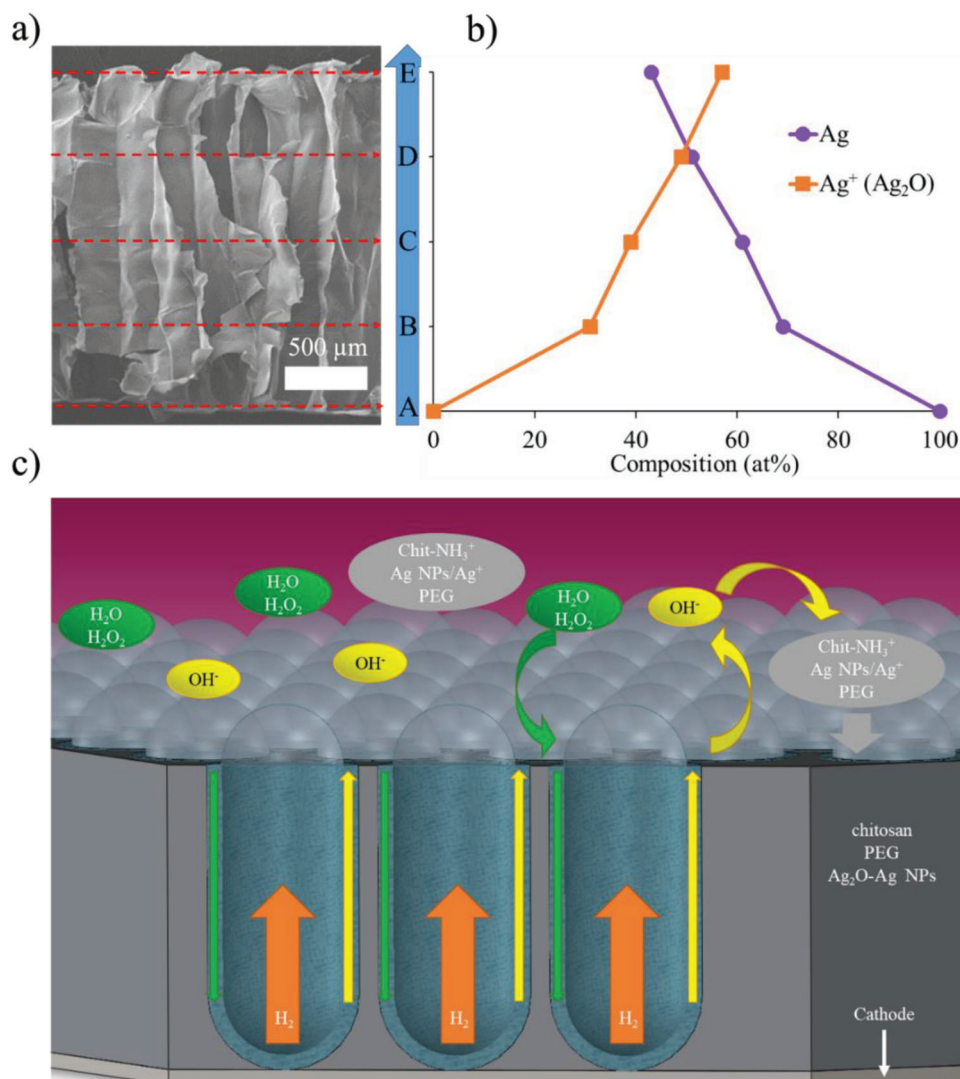 a)
b)
E
D
C
B
A
500 µm
Ag
Ag⁺ (Ag₂O)
0
20
40
60
80
100
Composition (at%)
c)
Chit-NH₃⁺
Ag NPs/Ag⁺
PEG
H₂O
H₂O₂
H₂O
H₂O₂
H₂O
H₂O₂
OH⁻
OH⁻
OH⁻
Chit-NH₃⁺
Ag NPs/Ag⁺
PEG
chitosan
PEG
Ag₂O-Ag NPs
H₂
H₂
H₂
Cathode